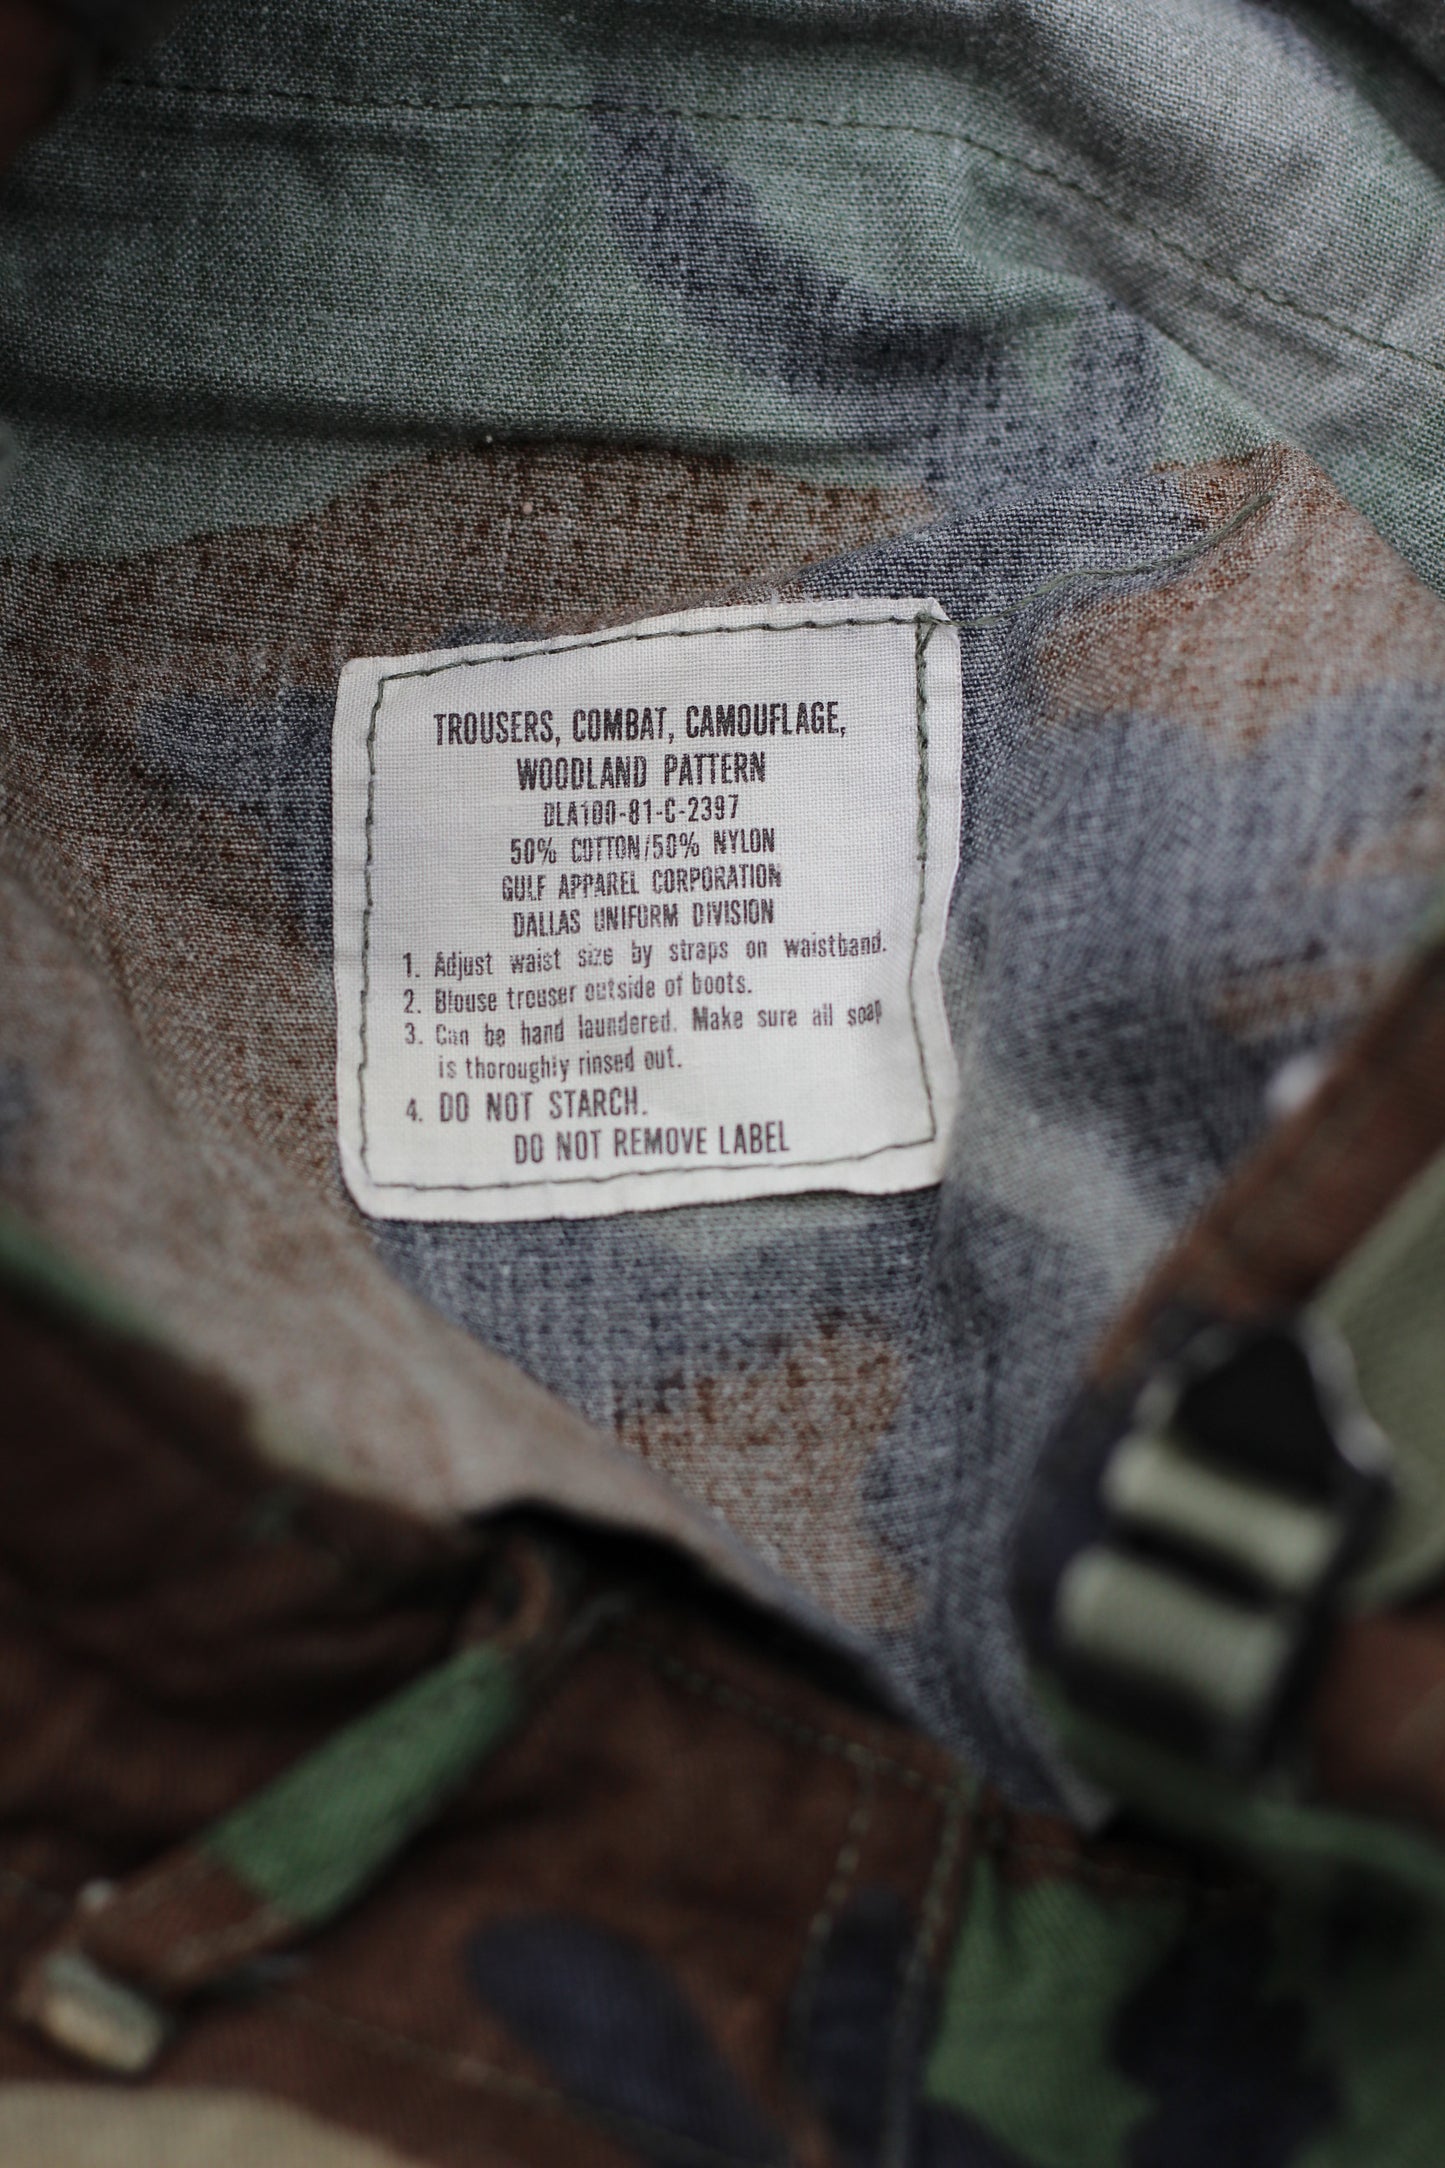 TROUSERS, COMBAT, CAMOUFLAGE,
WOODLAND PATTERN
DLA100-81-C-2397
50% COTTON/50% NYLON
GULF APPAREL CORPORATION
DALLAS UNIFORM DIVISION
1. Adjust waist size by straps on waistband.
2. Blouse trouser outside of boots.
3. Can be hand laundered. Make sure all soap
is thoroughly rinsed out.
4. DO NOT STARCH.
DO NOT REMOVE LABEL